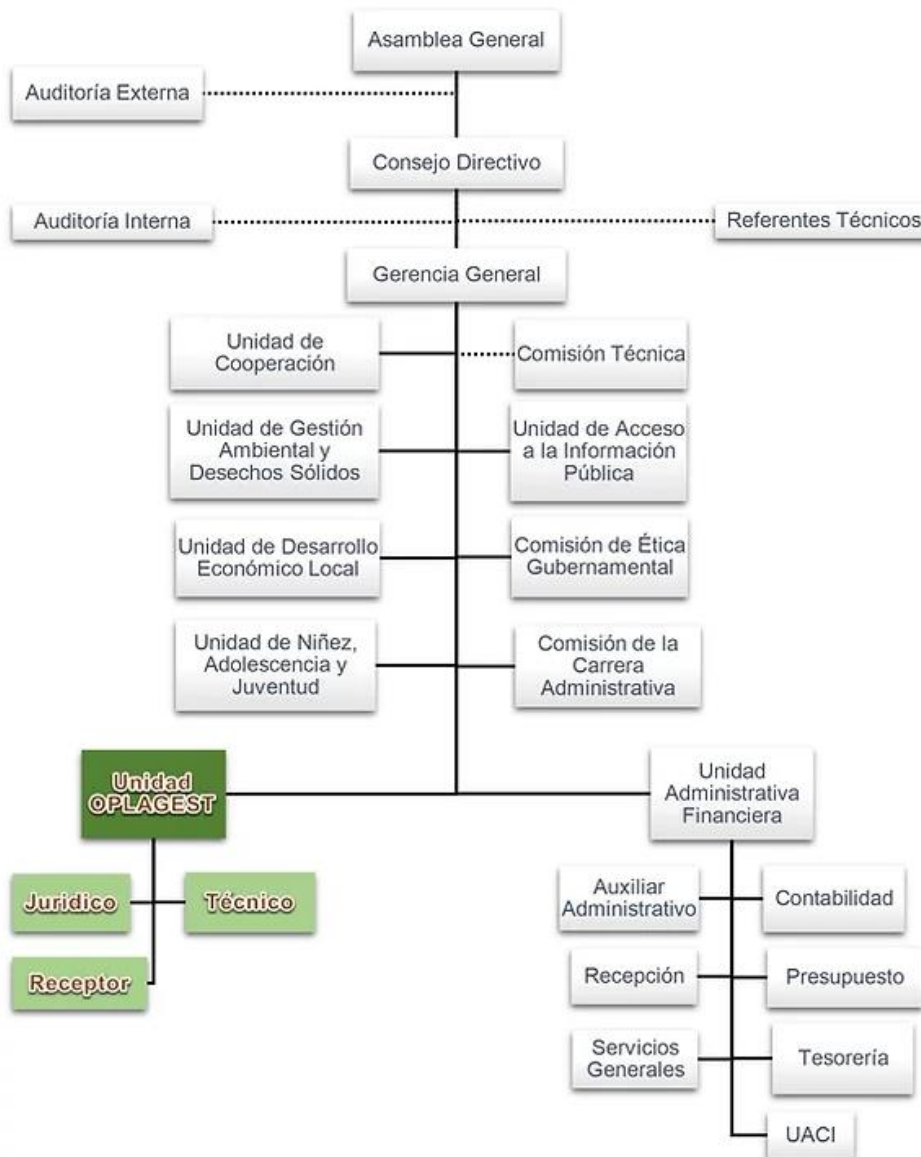 Asamblea General
Auditoría Externa
Consejo Directivo
Auditoría Interna
Referentes Técnicos
Gerencia General
Unidad de
Cooperación
Comisión Técnica
Unidad de Gestión
Ambiental y
Desechos Sólidos
Unidad de Acceso
a la Información
Pública
Unidad de Desarrollo
Económico Local
Comisión de Ética
Gubernamental
Unidad de Niñez,
Adolescencia y
Juventud
Comisión de la
Carrera
Administrativa
Unidad
OPLAGEST
Unidad
Administrativa
Financiera
Jurídico
Técnico
Receptor
Auxiliar
Administrativo
Contabilidad
Recepción
Presupuesto
Servicios
Generales
Tesorería
UACI